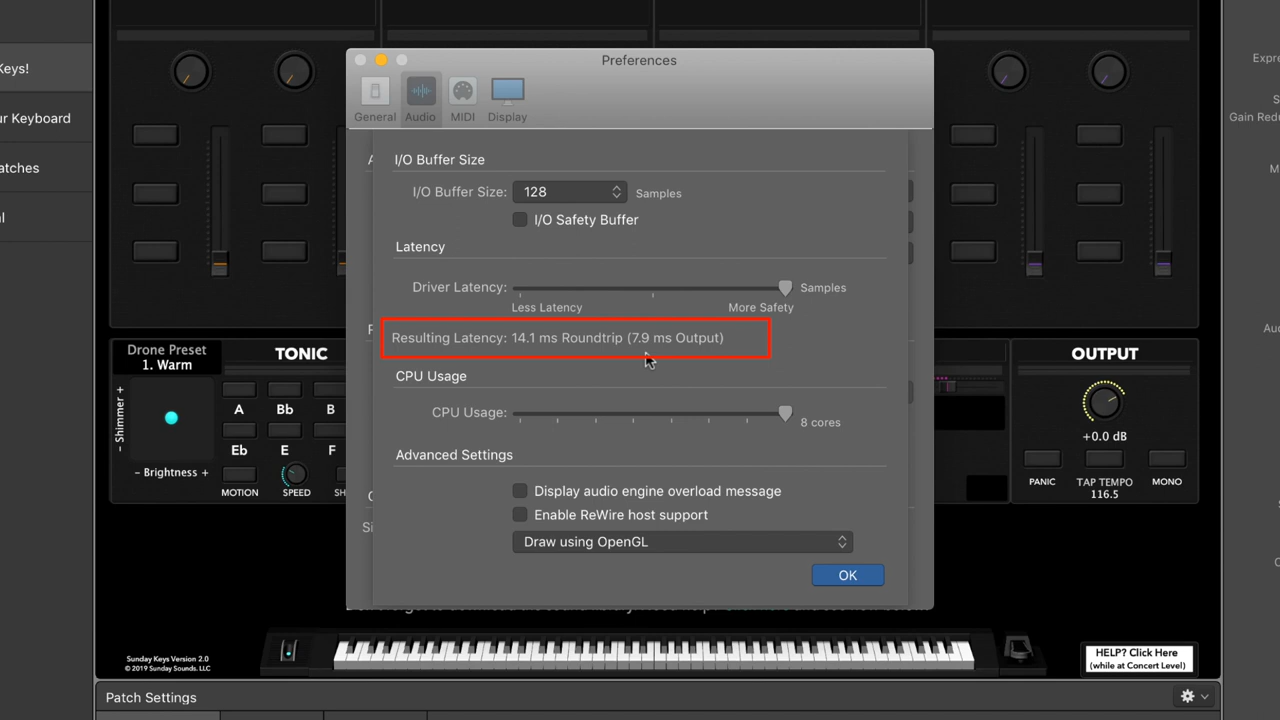 Preferences
General Audio MIDI Display
I/O Buffer Size
I/O Buffer Size: 128 Samples
I/O Safety Buffer
Latency
Driver Latency: Samples
Less Latency More Safety
Resulting Latency: 14.1 ms Roundtrip (7.9 ms Output)
CPU Usage
CPU Usage: 8 cores
Advanced Settings
Display audio engine overload message
Enable ReWire host support
Draw using OpenGL
OK
Keys!
ur Keyboard
atches
Drone Preset
1. Warm
TONIC
A Bb B
Eb E F
- Shimmer +
- Brightness +
MOTION SPEED SH
OUTPUT
+0.0 dB
PANIC TAP TEMPO MONO
116.5
Sunday Keys Version 2.0
© 2019 Sunday Sounds, LLC
HELP? Click Here
(while at Concert Level)
Patch Settings
Expre
Gain Redu
Aud